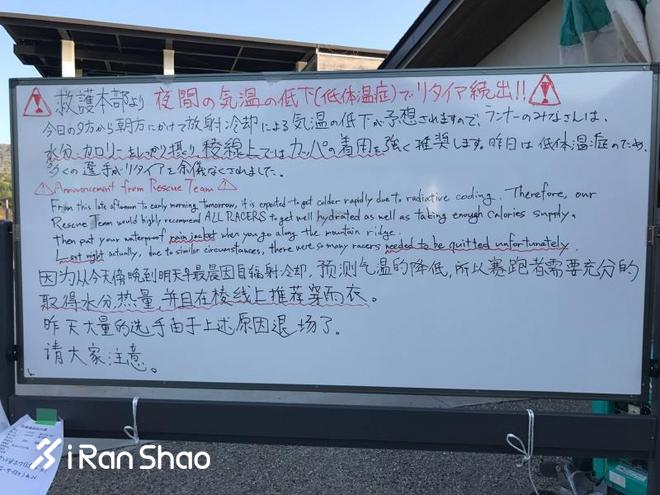 救護本部より 夜間の気温の低下(低体温症)でリタイア続出!!
今日の夕方から朝方にかけて放射冷却による気温の低下が予想されますので、ランナーのみなさんは、
水分、カロリーをしっかり摂り 稜線上ではカッパの着用を強く推奨します。昨日は低体温症のため、
多くの選手がリタイアを余儀なくされました。
Announcement from Rescue Team
From this late afternoon to early morning tomorrow, it is expected to get colder rapidly due to radiative cooling. Therefore, our
Rescue Team would highly recommend ALL RACERS to get well hydrated as well as taking enough calories supply,
then put your waterproof rain jacket when you go along the mountain ridge.
Last night actually, due to similar circumstances, there were so many racers needed to be quitted unfortunately.
因为从今天傍晚到明天早晨因辐射冷却,预测气温的降低,所以赛跑者需要充分的
取得水分热量,并且在棱线上推荐穿雨衣。
昨天大量的选手由于上述原因退场了。
请大家注意。
iRanShao